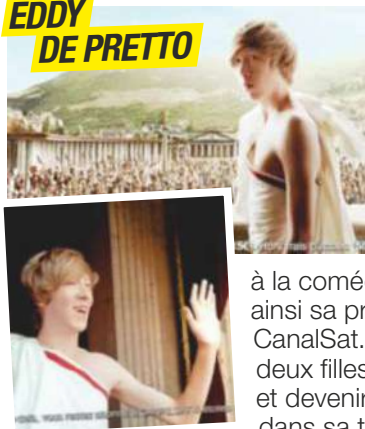 EDDY
DE PRETTO
à la comé
ainsi sa pr
CanalSat.
deux filles
et devenir
dans sa t